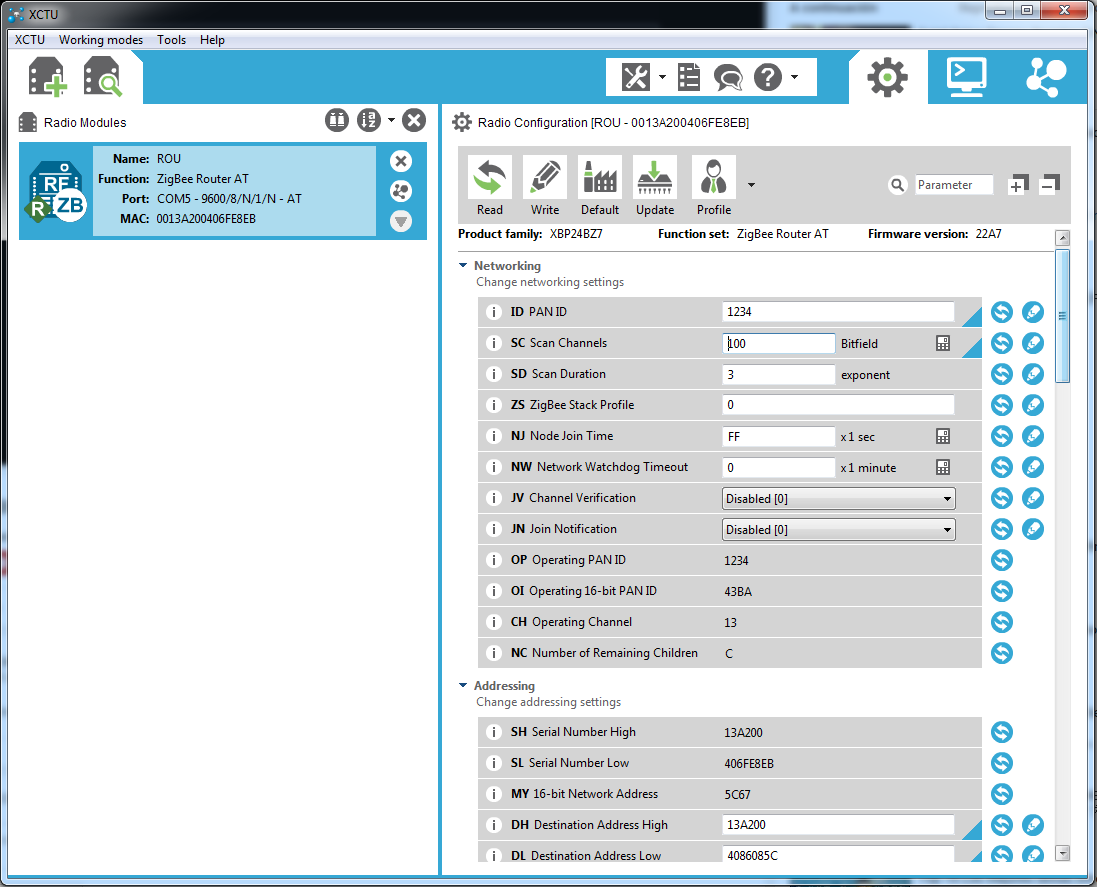 XCTU
XCTU Working modes Tools Help
Radio Modules
Name: ROU
Function: ZigBee Router AT
Port: COM5 - 9600/8/N/1/N - AT
MAC: 0013A200406FE8EB
RF
R ZB
Radio Configuration [ROU - 0013A200406FE8EB]
Read Write Default Update Profile
Parameter
Product family: XBP24BZ7 Function set: ZigBee Router AT Firmware version: 22A7
Networking
Change networking settings
i ID PAN ID 1234
i SC Scan Channels 100 Bitfield
i SD Scan Duration 3 exponent
i ZS ZigBee Stack Profile 0
i NJ Node Join Time FF x 1 sec
i NW Network Watchdog Timeout 0 x 1 minute
i JV Channel Verification Disabled [0]
i JN Join Notification Disabled [0]
i OP Operating PAN ID 1234
i OI Operating 16-bit PAN ID 43BA
i CH Operating Channel 13
i NC Number of Remaining Children C
Addressing
Change addressing settings
i SH Serial Number High 13A200
i SL Serial Number Low 406FE8EB
i MY 16-bit Network Address 5C67
i DH Destination Address High 13A200
i DL Destination Address Low 4086085C